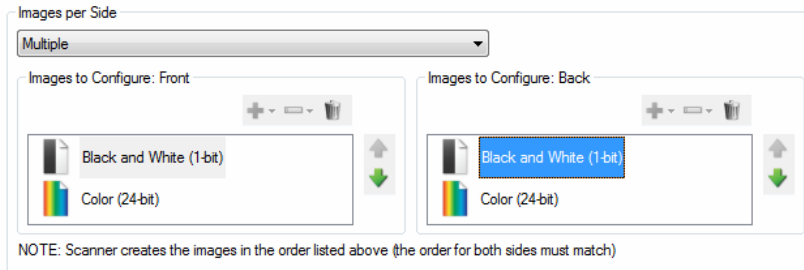 Images per Side
Multiple
Images to Configure: Front
Images to Configure: Back
Black and White (1-bit)
Color (24-bit)
Black and White (1-bit)
Color (24-bit)
NOTE: Scanner creates the images in the order listed above (the order for both sides must match)